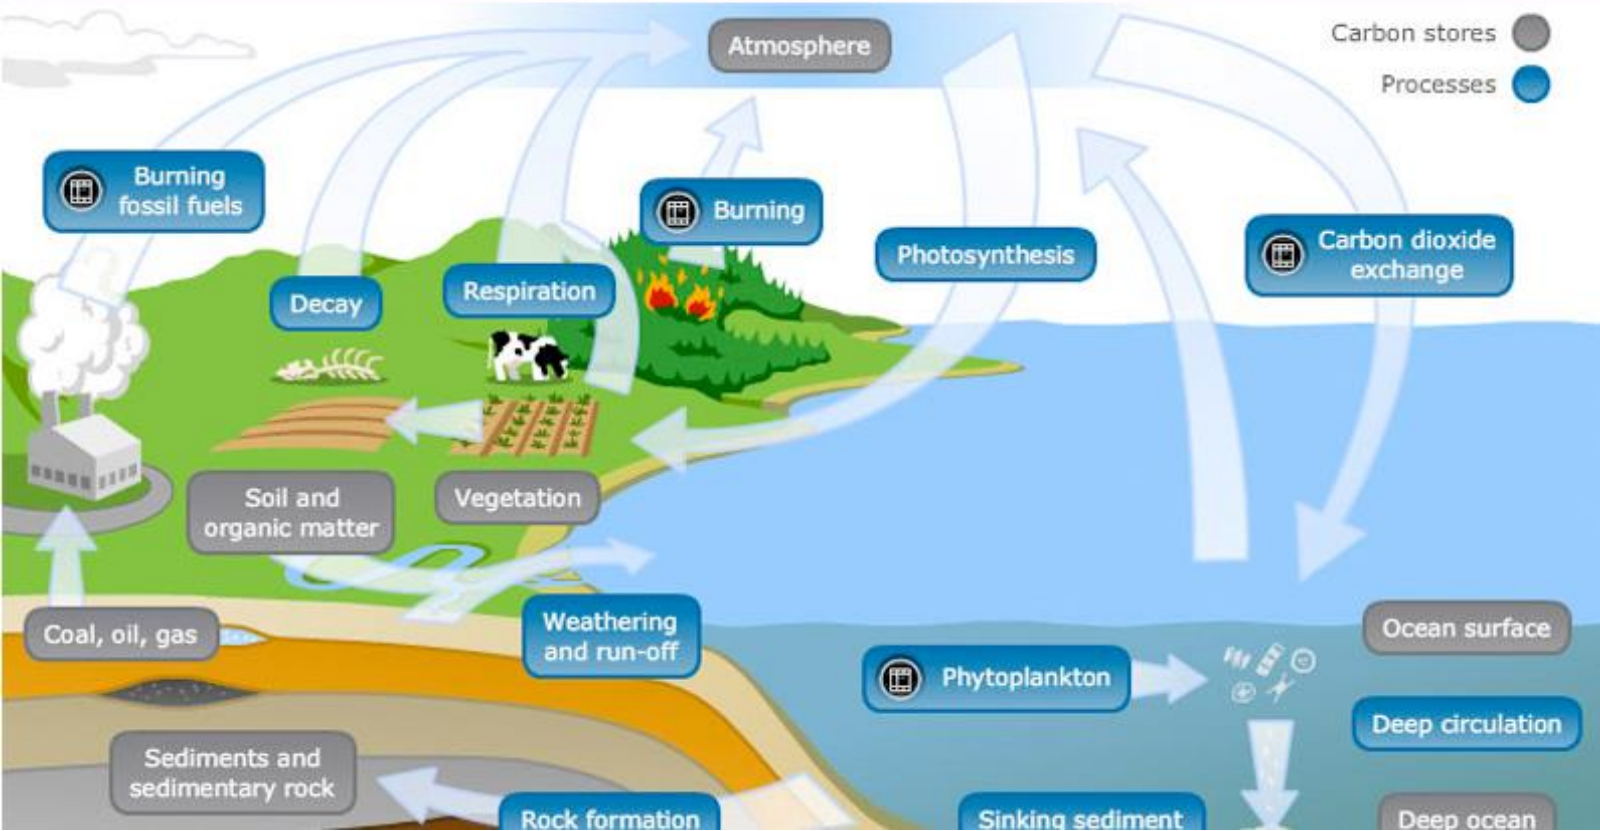 Atmosphere
Carbon stores
Processes
Burning
fossil fuels
Burning
Photosynthesis
Carbon dioxide
exchange
Decay
Respiration
Soil and
organic matter
Vegetation
Coal, oil, gas
Weathering
and run-off
Ocean surface
Phytoplankton
Deep circulation
Sediments and
sedimentary rock
Rock formation
Sinking sediment
Deep ocean